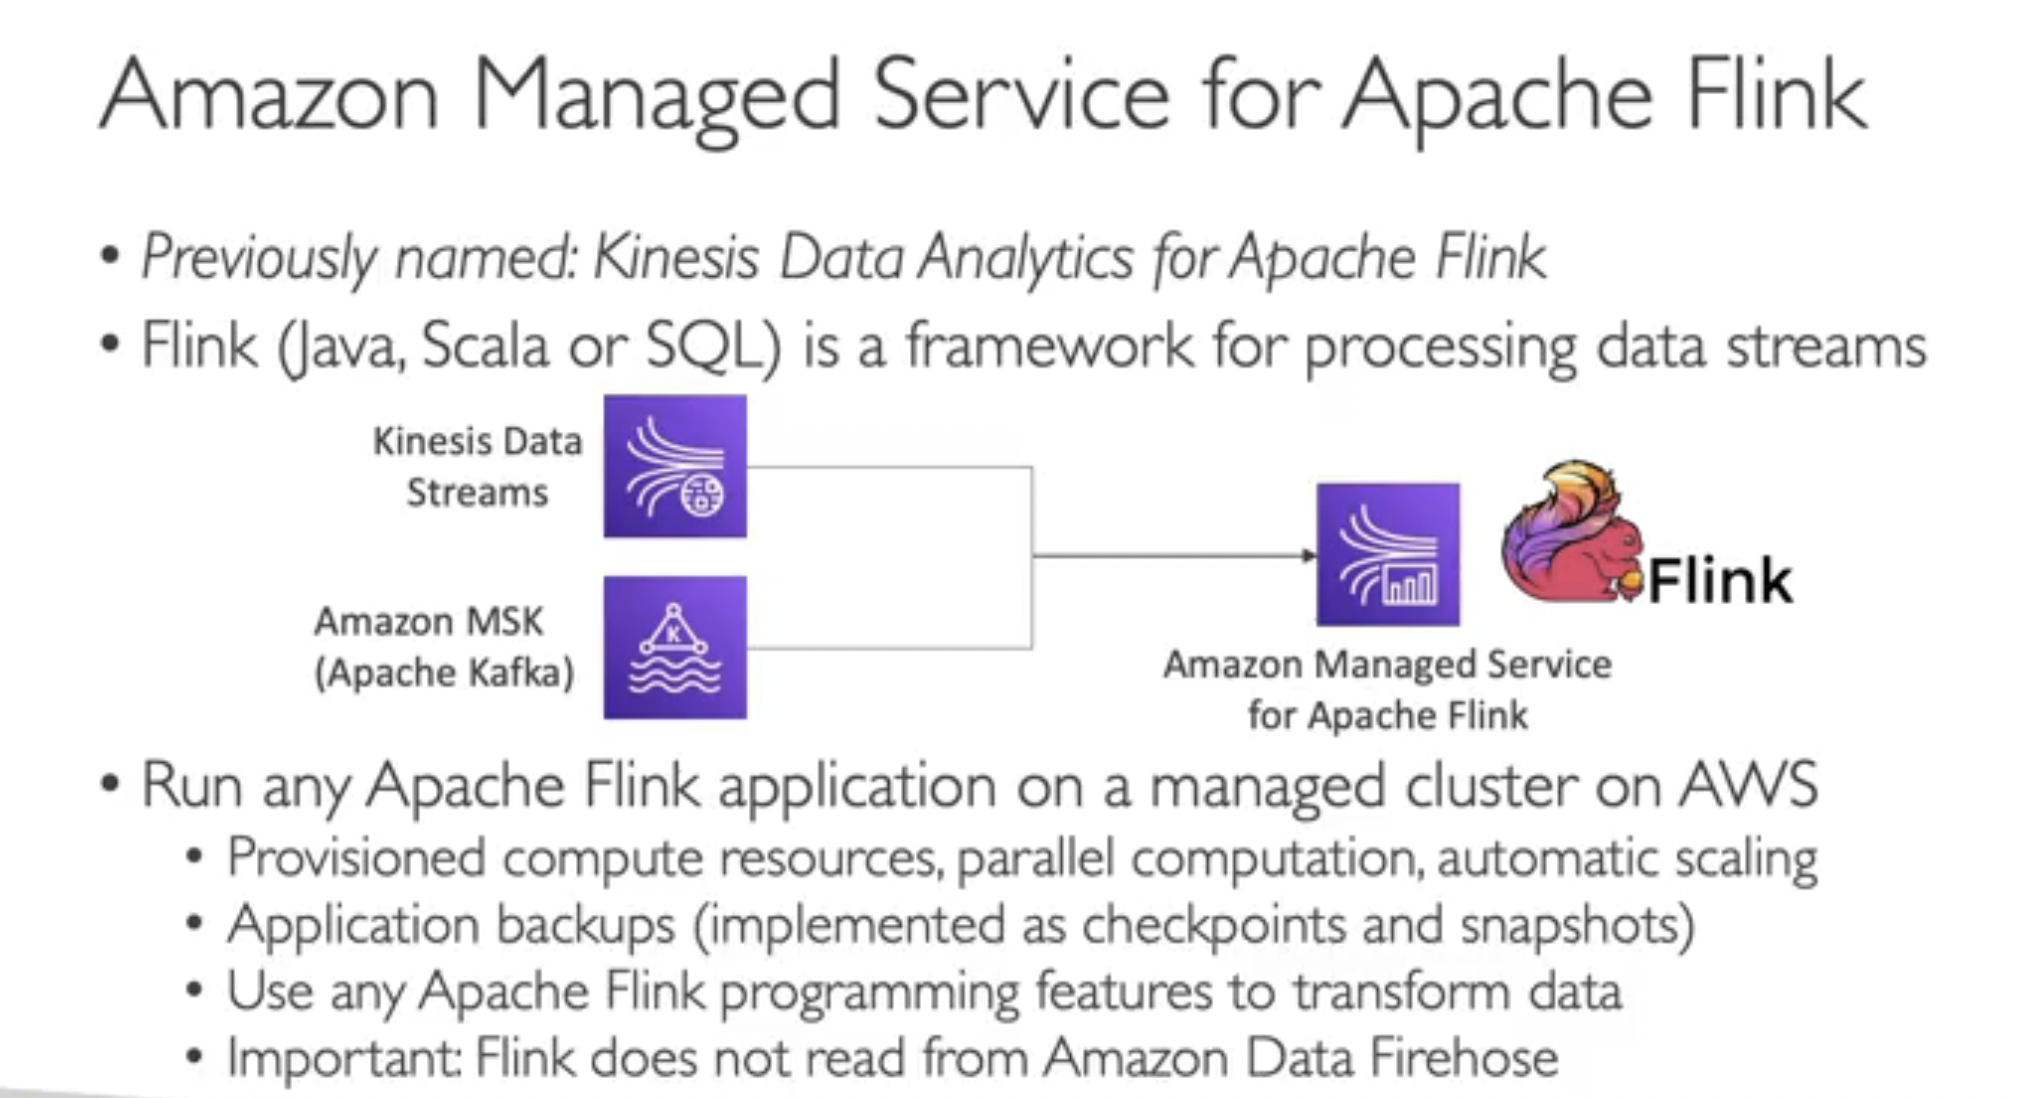 Amazon Managed Service for Apache Flink
• Previously named: Kinesis Data Analytics for Apache Flink
• Flink (Java, Scala or SQL) is a framework for processing data streams
Kinesis Data
Streams
Amazon MSK
(Apache Kafka)
K
Flink
Amazon Managed Service
for Apache Flink
• Run any Apache Flink application on a managed cluster on AWS
• Provisioned compute resources, parallel computation, automatic scaling
• Application backups (implemented as checkpoints and snapshots)
• Use any Apache Flink programming features to transform data
• Important: Flink does not read from Amazon Data Firehose